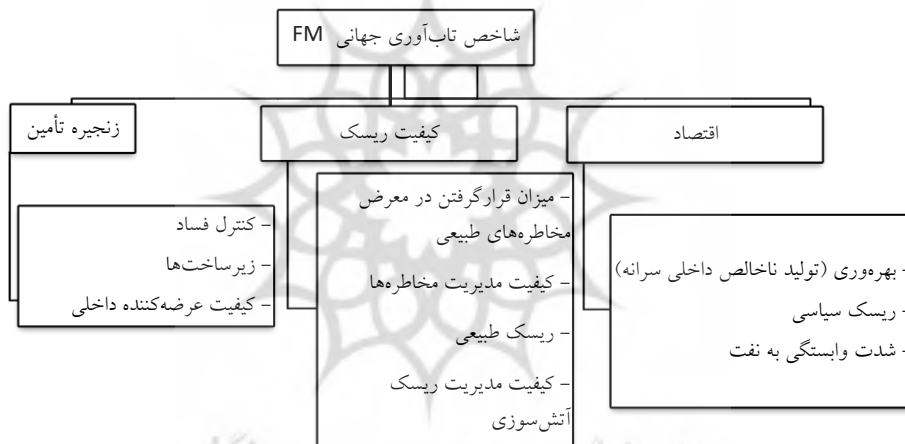 شاخص تاب‌آوری جهانی FM
اقتصاد
کیفیت ریسک
زنجیره تأمین
- بهره‌وری (تولید ناخالص داخلی سرانه)
- ریسک سیاسی
- شدت وابستگی به نفت
- میزان قرارگرفتن در معرض
مخاطره‌های طبیعی
- کیفیت مدیریت مخاطره‌ها
- ریسک طبیعی
- کیفیت مدیریت ریسک
آتش‌سوزی
- کنترل فساد
- زیرساخت‌ها
- کیفیت عرضه‌کننده داخلی